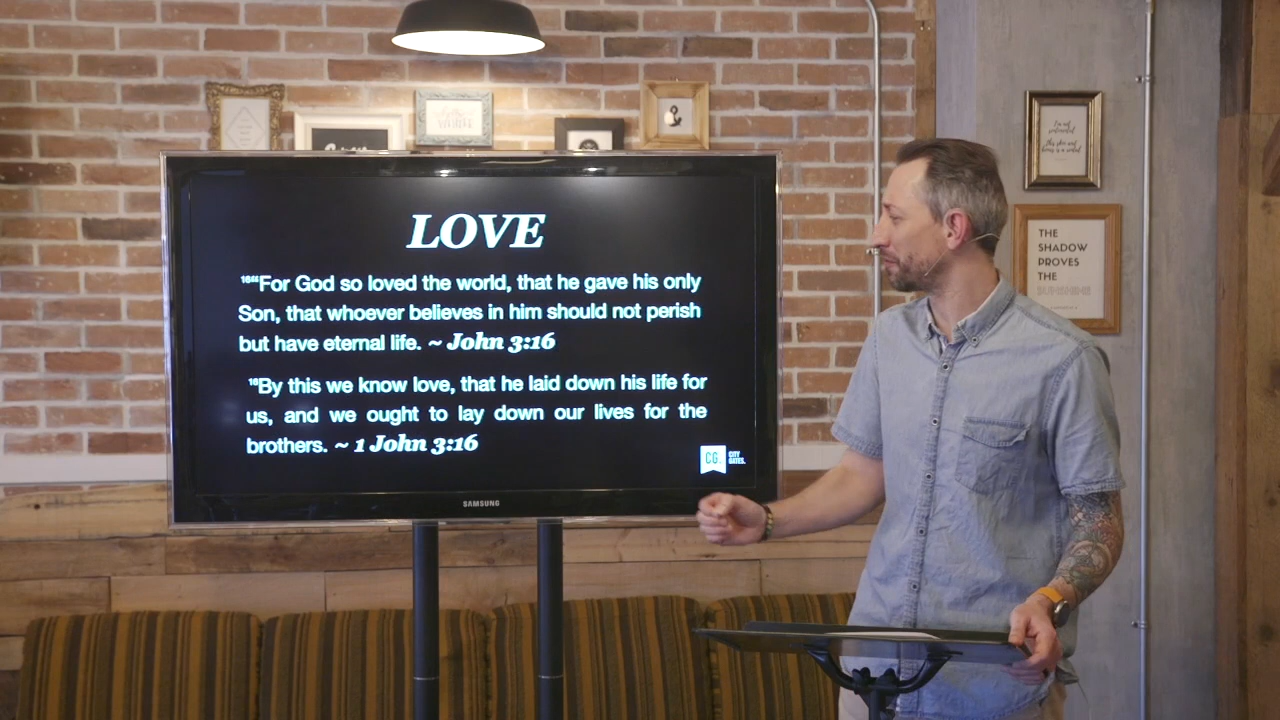 I'm not
THE
SHADOW
PROVES
THE
SUNSHINE
LOVE
16“For God so loved the world, that he gave his only
Son, that whoever believes in him should not perish
but have eternal life. ~ John 3:16
16By this we know love, that he laid down his life for
us, and we ought to lay down our lives for the
brothers. ~ 1 John 3:16
CG.
CITY
GATES.
SAMSUNG